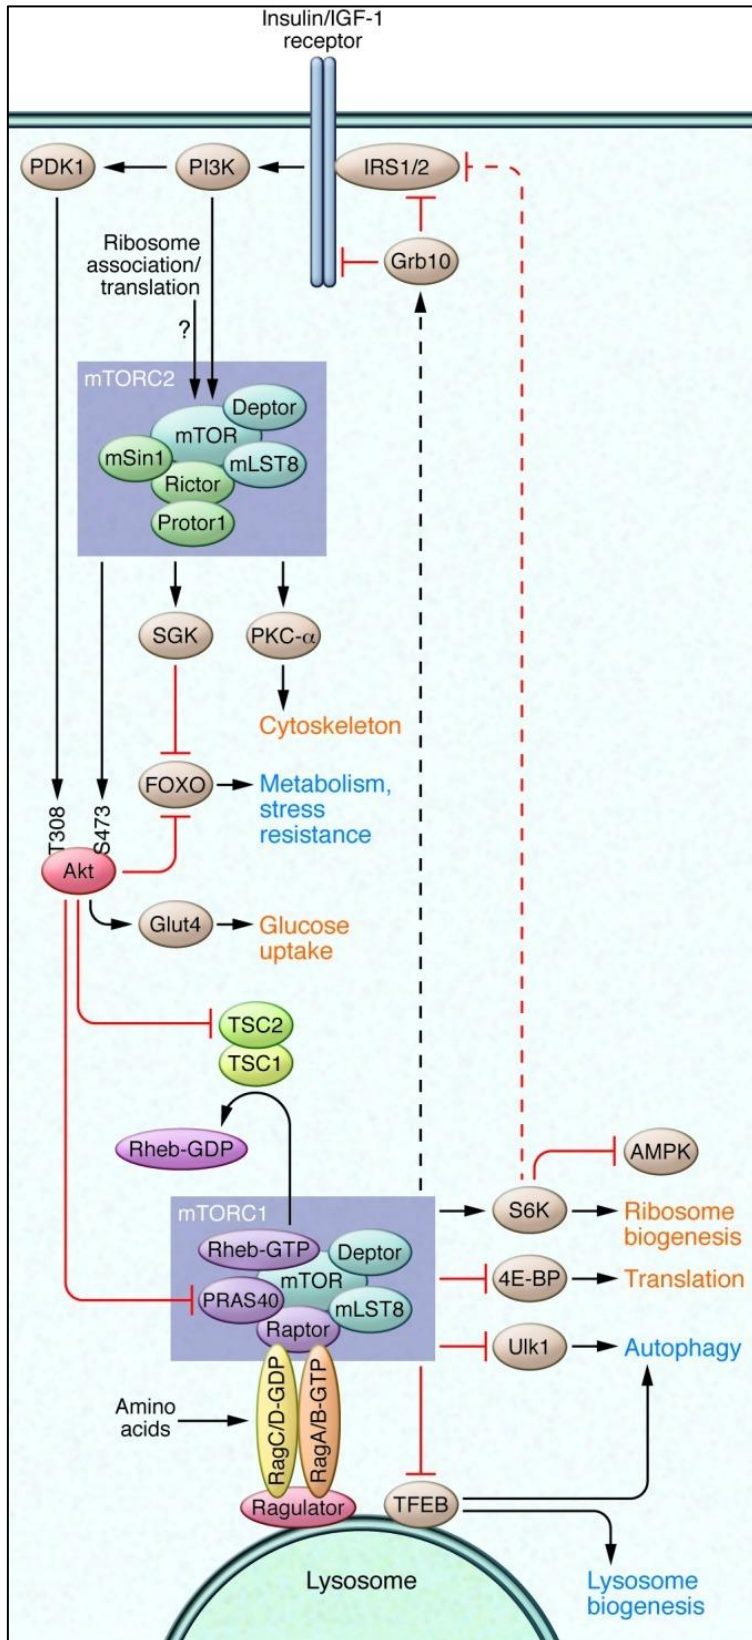 Insulin/IGF-1
receptor
PDK1
PI3K
IRS1/2
Ribosome
association/
translation
Grb10
?
mTORC2
Deptor
mTOR
mSin1
mLST8
Rictor
Protor1
SGK
PKC-α
Cytoskeleton
FOXO
Metabolism,
stress
resistance
T308
S473
Akt
Glut4
Glucose
uptake
TSC2
TSC1
Rheb-GDP
AMPK
mTORC1
S6K
Ribosome
biogenesis
Rheb-GTP
Deptor
mTOR
4E-BP
Translation
PRAS40
mLST8
Raptor
Ulk1
Autophagy
Amino
acids
RagC/D-GDP
RagA/B-GTP
Ragulator
TFEB
Lysosome
Lysosome
biogenesis